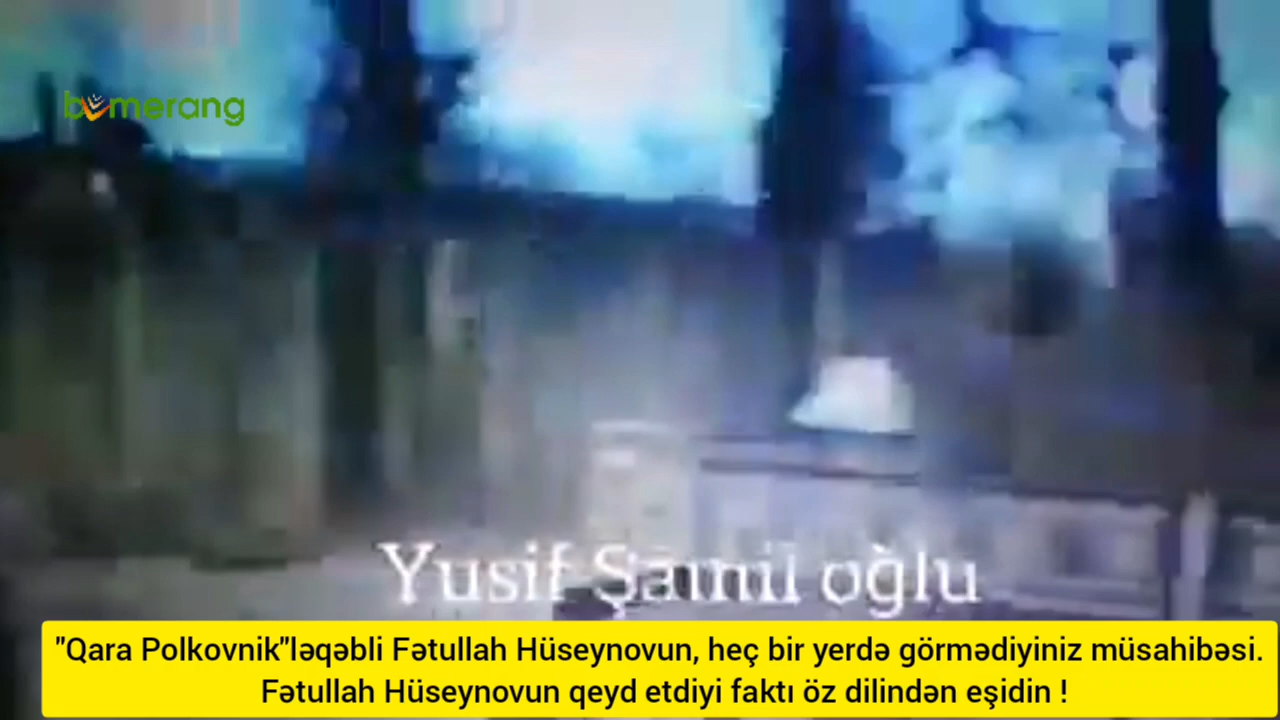 bumerang
Yusif Şamil oğlu
"Qara Polkovnik"ləqəbli Fətullah Hüseynovun, heç bir yerdə görmədiyiniz müsahibəsi.
Fətullah Hüseynovun qeyd etdiyi faktı öz dilindən eşidin !